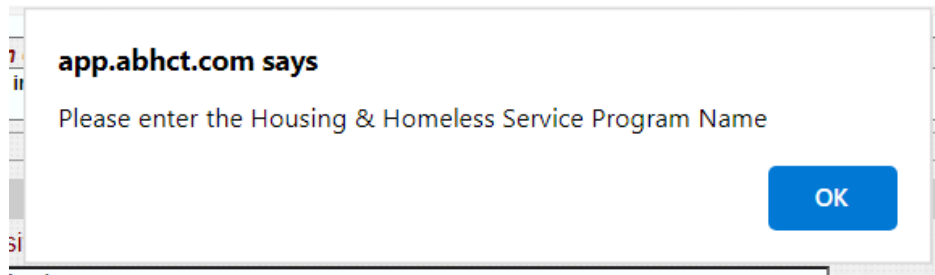 app.abhct.com says
Please enter the Housing & Homeless Service Program Name
OK